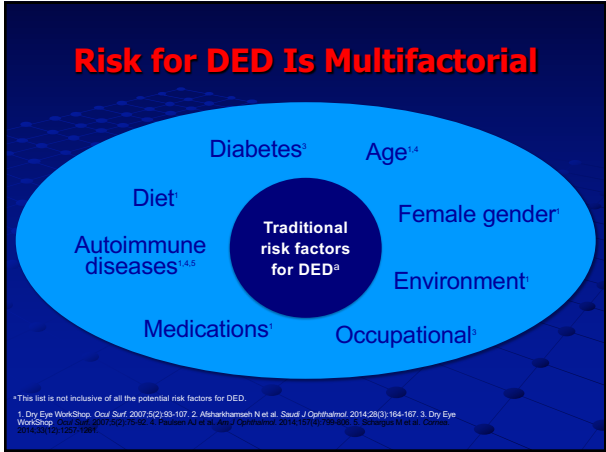 Risk for DED Is Multifactorial
Diabetes³
Age¹,⁴
Diet¹
Female gender¹
Traditional
risk factors
for DEDᵃ
Autoimmune
diseases¹,⁴,⁵
Environment¹
Medications¹
Occupational³
ᵃ This list is not inclusive of all the potential risk factors for DED.
1. Dry Eye WorkShop. Ocul Surf. 2007;5(2):93-107. 2. Afsharkhamseh N et al. Saudi J Ophthalmol. 2014;28(3):164-167. 3. Dry Eye
WorkShop. Ocul Surf. 2007;5(2):75-92. 4. Paulsen AJ et al. Am J Ophthalmol. 2014;157(4):799-806. 5. Schargus M et al. Cornea.